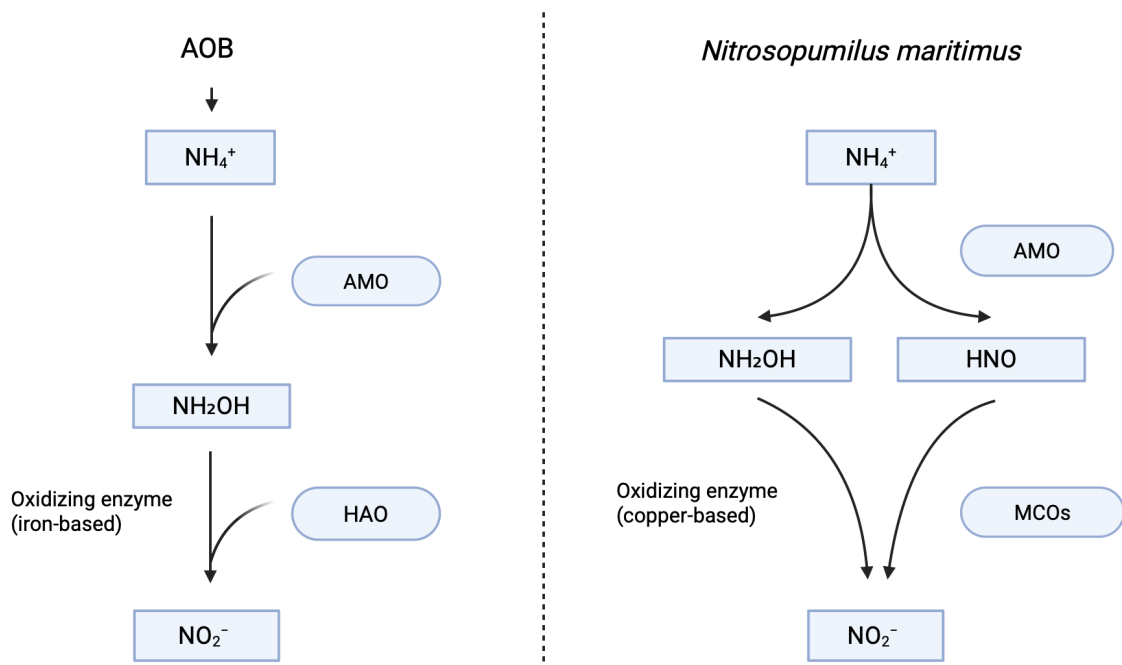 AOB
NH₄⁺
AMO
NH₂OH
Oxidizing enzyme
(iron-based)
HAO
NO₂⁻
Nitrosopumilus maritimus
NH₄⁺
AMO
NH₂OH
HNO
Oxidizing enzyme
(copper-based)
MCOs
NO₂⁻